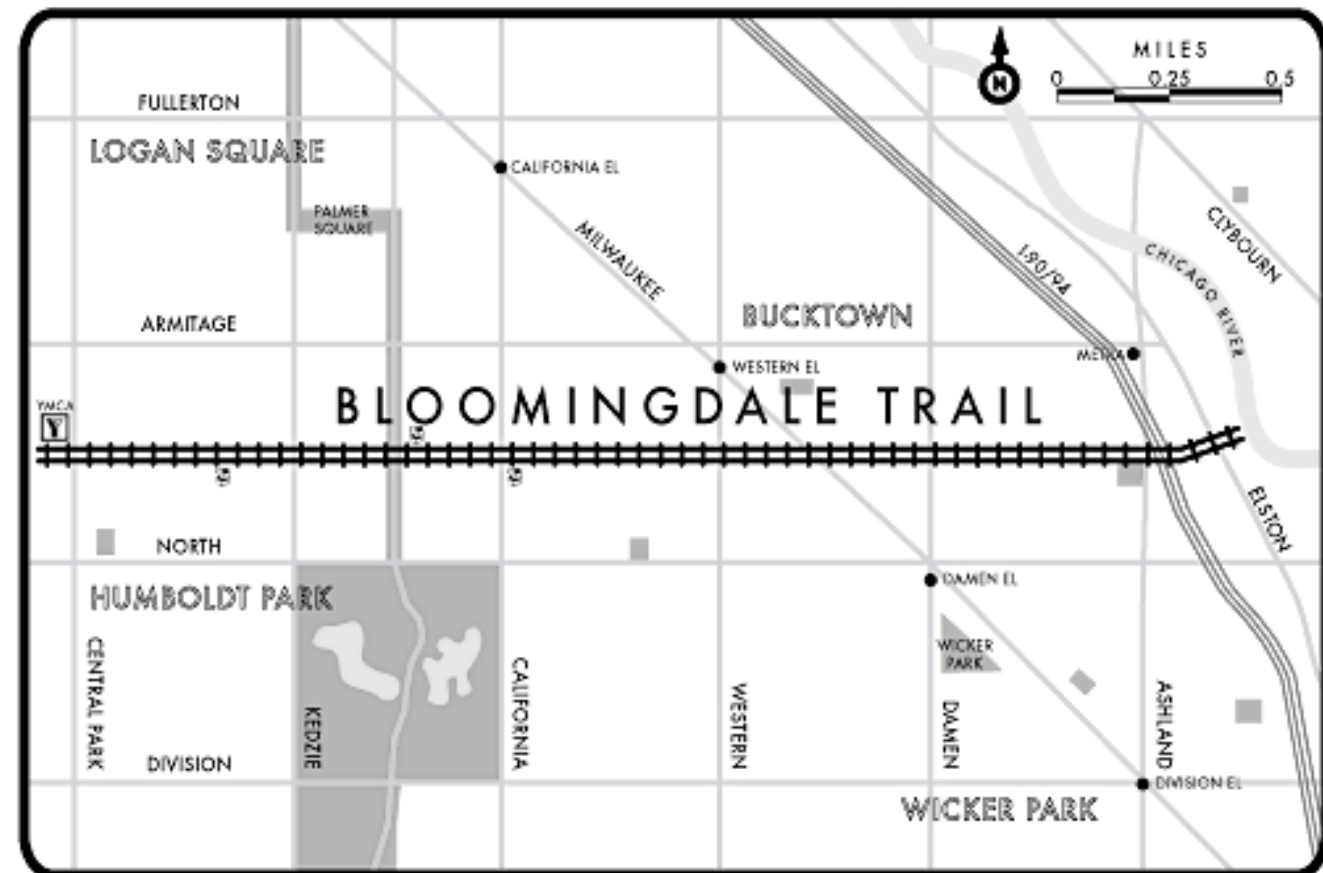 MILES
0 0.25 0.5
N
FULLERTON
LOGAN SQUARE
CALIFORNIA EL
PALMER
SQUARE
CLYBOURN
MILWAUKEE
I-90/94
CHICAGO RIVER
BUCKTOWN
ARMITAGE
METRA
WESTERN EL
BLOOMINGDALE TRAIL
YMCA
Y
ELSTON
NORTH
DAMEN EL
HUMBOLDT PARK
WICKER
PARK
CENTRAL PARK
KEDZIE
CALIFORNIA
WESTERN
DAMEN
ASHLAND
DIVISION
DIVISION EL
WICKER PARK